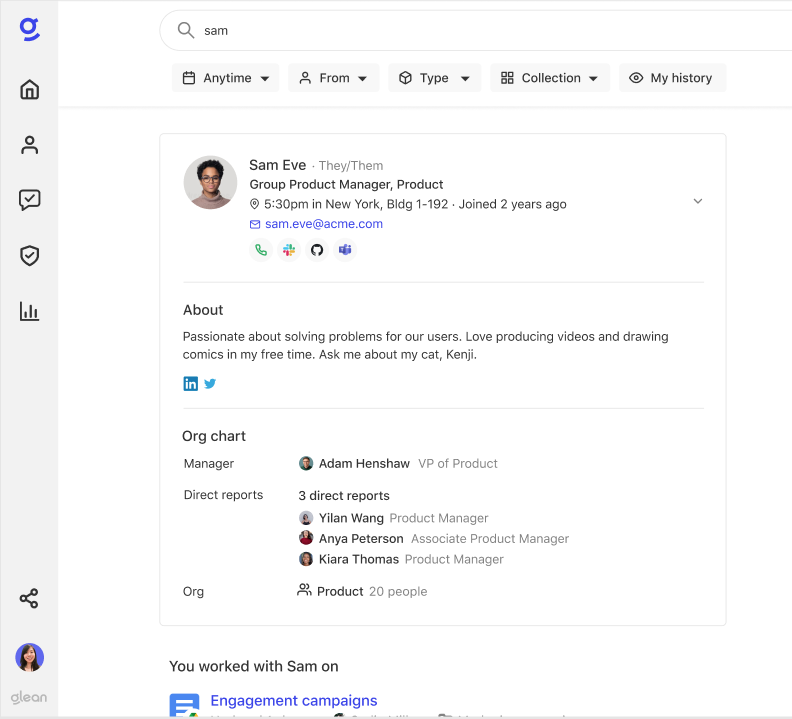 sam
Anytime
From
Type
Collection
My history
Sam Eve · They/Them
Group Product Manager, Product
5:30pm in New York, Bldg 1-192 · Joined 2 years ago
sam.eve@acme.com
About
Passionate about solving problems for our users. Love producing videos and drawing
comics in my free time. Ask me about my cat, Kenji.
Org chart
Manager Adam Henshaw VP of Product
Direct reports 3 direct reports
Yilan Wang Product Manager
Anya Peterson Associate Product Manager
Kiara Thomas Product Manager
Org Product 20 people
You worked with Sam on
Engagement campaigns
glean